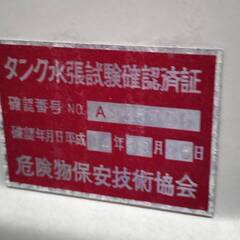 タンク水張試験確認済証
確認番号 NO. A
確認年月日平成 年 月 日
危険物保安技術協会